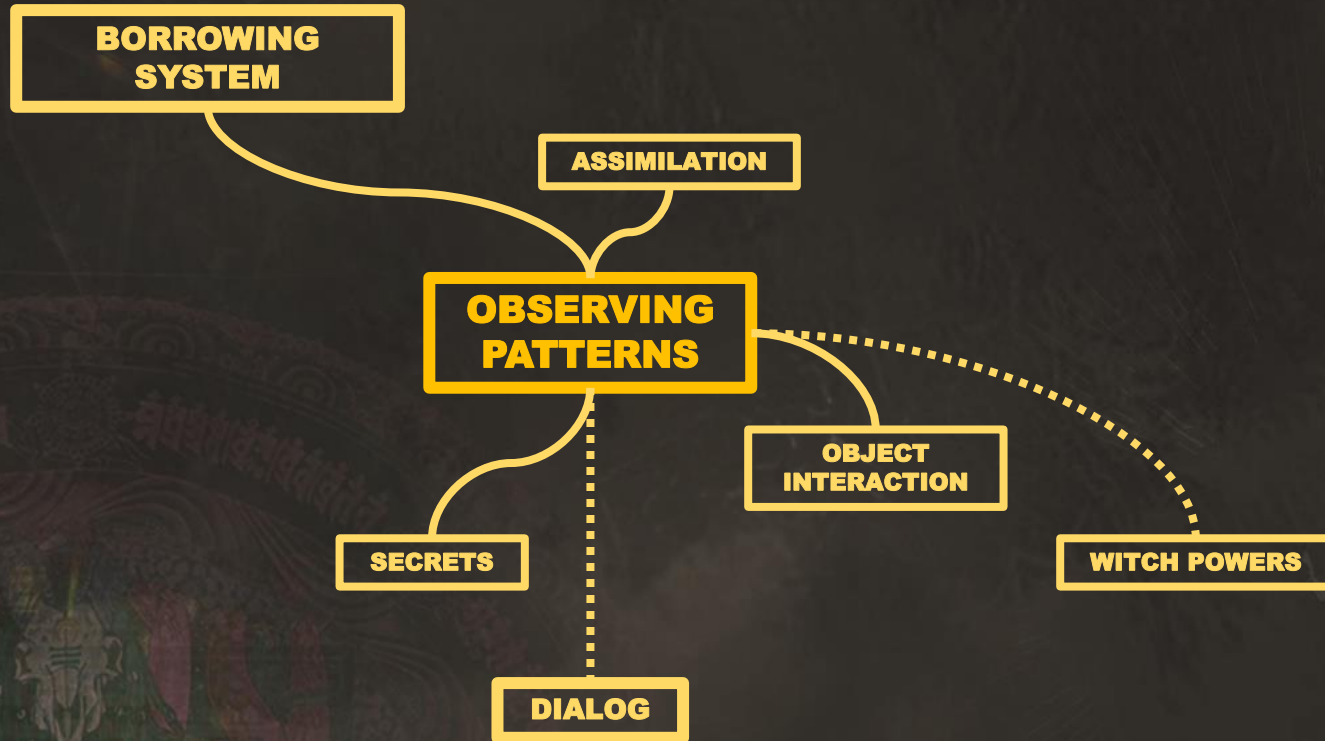 BORROWING
SYSTEM
ASSIMILATION
OBSERVING
PATTERNS
OBJECT
INTERACTION
SECRETS
WITCH POWERS
DIALOG